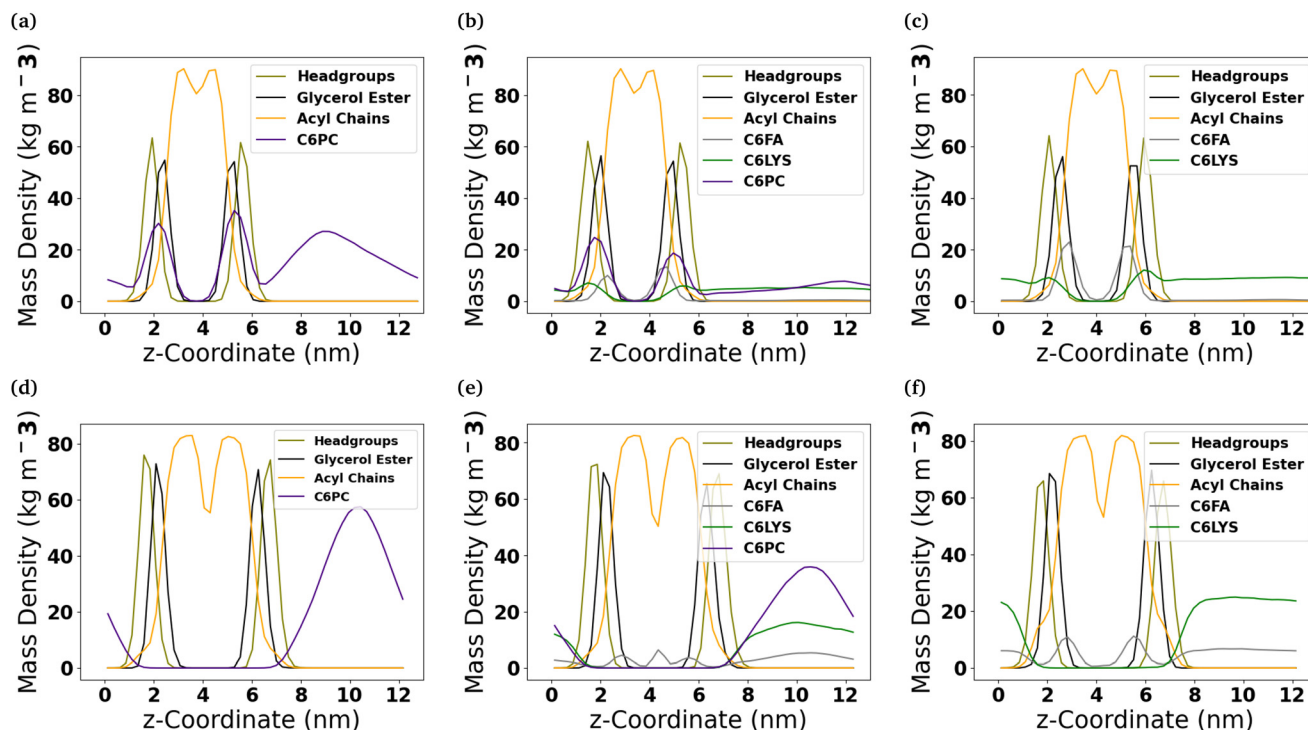 (a)
Mass Density (kg m⁻3)
80
60
40
20
0
0 2 4 6 8 10 12
z-Coordinate (nm)
Headgroups
Glycerol Ester
Acyl Chains
C6PC
(b)
Mass Density (kg m⁻3)
80
60
40
20
0
0 2 4 6 8 10 12
z-Coordinate (nm)
Headgroups
Glycerol Ester
Acyl Chains
C6FA
C6LYS
C6PC
(c)
Mass Density (kg m⁻3)
80
60
40
20
0
0 2 4 6 8 10 12
z-Coordinate (nm)
Headgroups
Glycerol Ester
Acyl Chains
C6FA
C6LYS
(d)
Mass Density (kg m⁻3)
80
60
40
20
0
0 2 4 6 8 10 12
z-Coordinate (nm)
Headgroups
Glycerol Ester
Acyl Chains
C6PC
(e)
Mass Density (kg m⁻3)
80
60
40
20
0
0 2 4 6 8 10 12
z-Coordinate (nm)
Headgroups
Glycerol Ester
Acyl Chains
C6FA
C6LYS
C6PC
(f)
Mass Density (kg m⁻3)
80
60
40
20
0
0 2 4 6 8 10 12
z-Coordinate (nm)
Headgroups
Glycerol Ester
Acyl Chains
C6FA
C6LYS